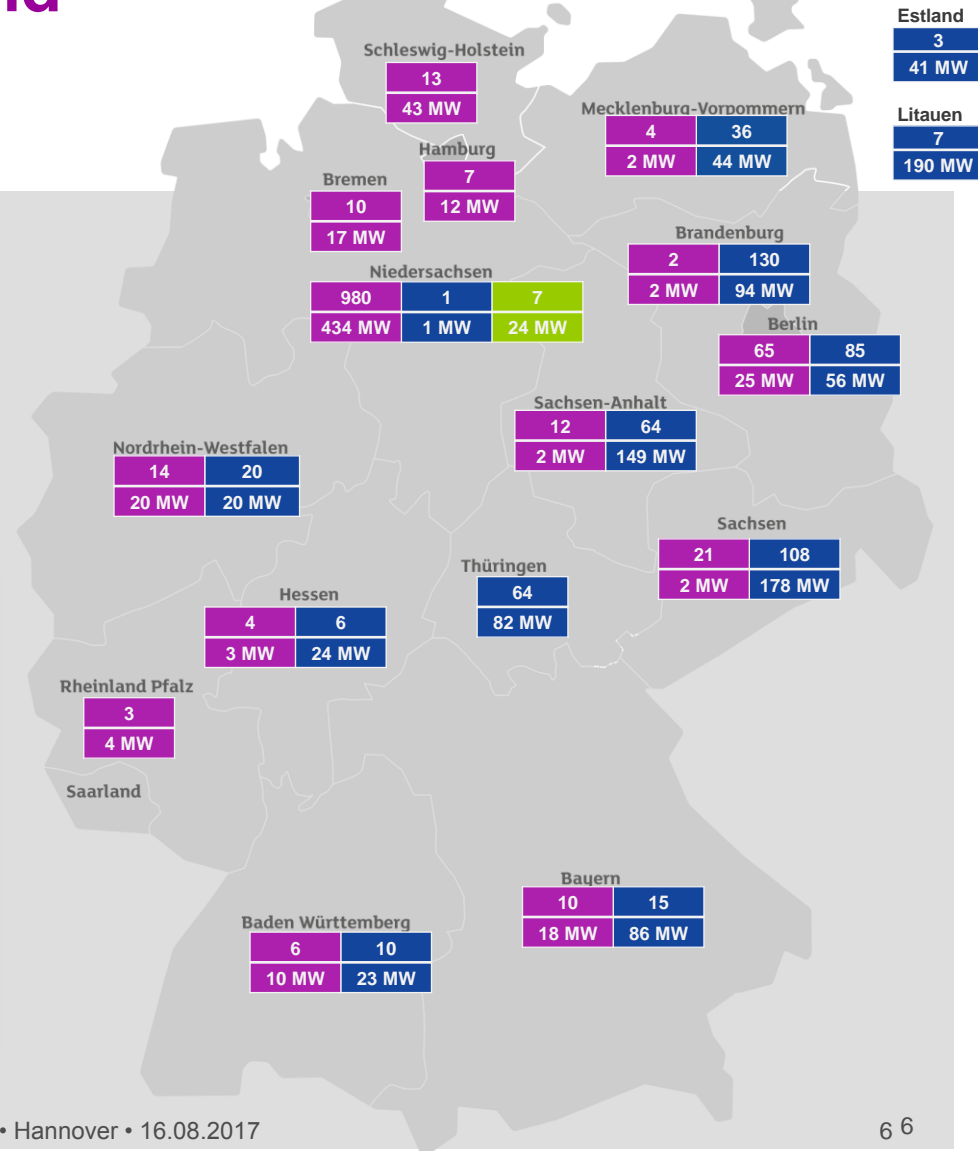 nd
Estland
3
41 MW
Litauen
7
190 MW
Schleswig-Holstein
13
43 MW
Mecklenburg-Vorpommern
4 36
2 MW 44 MW
Hamburg
7
12 MW
Bremen
10
17 MW
Brandenburg
2 130
2 MW 94 MW
Niedersachsen
980 1 7
434 MW 1 MW 24 MW
Berlin
65 85
25 MW 56 MW
Sachsen-Anhalt
12 64
2 MW 149 MW
Nordrhein-Westfalen
14 20
20 MW 20 MW
Sachsen
21 108
2 MW 178 MW
Thüringen
64
82 MW
Hessen
4 6
3 MW 24 MW
Rheinland Pfalz
3
4 MW
Saarland
Bayern
10 15
18 MW 86 MW
Baden Württemberg
6 10
10 MW 23 MW
• Hannover • 16.08.2017
6 6